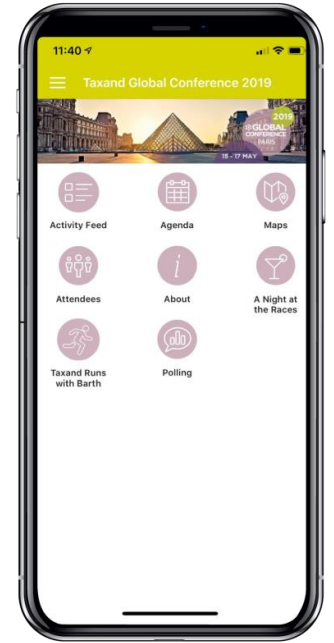 11:40
Taxand Global Conference 2019
2019
GLOBAL
CONFERENCE
PARIS
15 - 17 MAY
Activity Feed
Agenda
Maps
Attendees
i
About
A Night at
the Races
Taxand Runs
with Barth
Polling